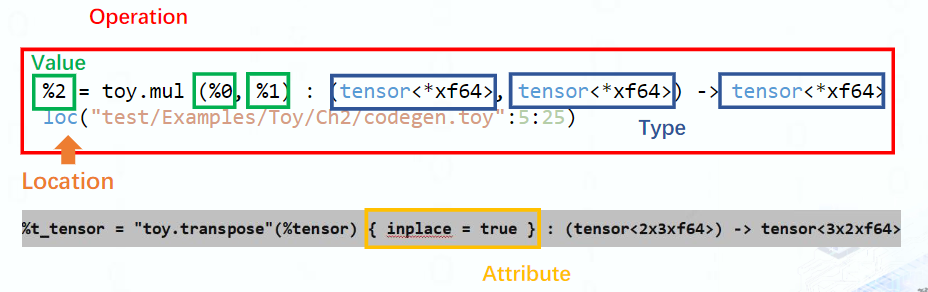 Operation
Value
%2 = toy.mul (%0, %1) : (tensor<*xf64>, tensor<*xf64>) -> tensor<*xf64>
loc("test/Examples/Toy/Ch2/codegen.toy":5:25)
Type
Location
%t_tensor = "toy.transpose"(%tensor) { inplace = true } : (tensor<2x3xf64>) -> tensor<3x2xf64>
Attribute